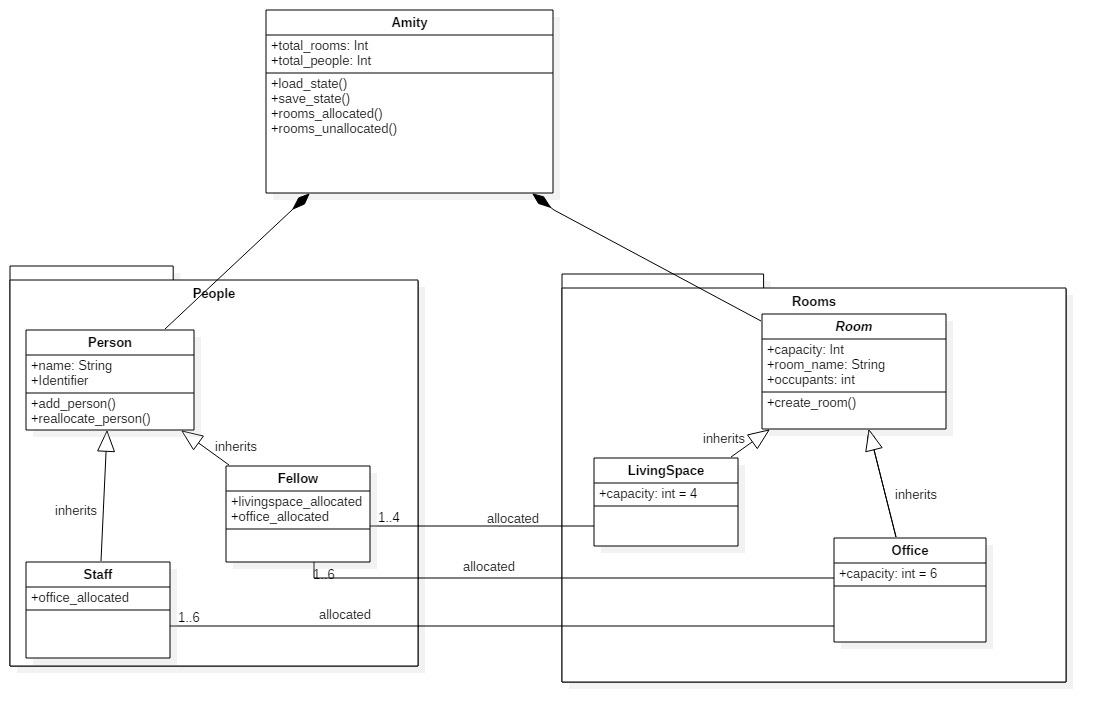 Amity
+total_rooms: Int
+total_people: Int
+load_state()
+save_state()
+rooms_allocated()
+rooms_unallocated()
People
Person
+name: String
+Identifier
+add_person()
+reallocate_person()
inherits
inherits
Fellow
+livingspace_allocated
+office_allocated
Staff
+office_allocated
1..4
allocated
1..6
allocated
1..6
allocated
Rooms
Room
+capacity: Int
+room_name: String
+occupants: int
+create_room()
inherits
LivingSpace
+capacity: int = 4
inherits
Office
+capacity: int = 6